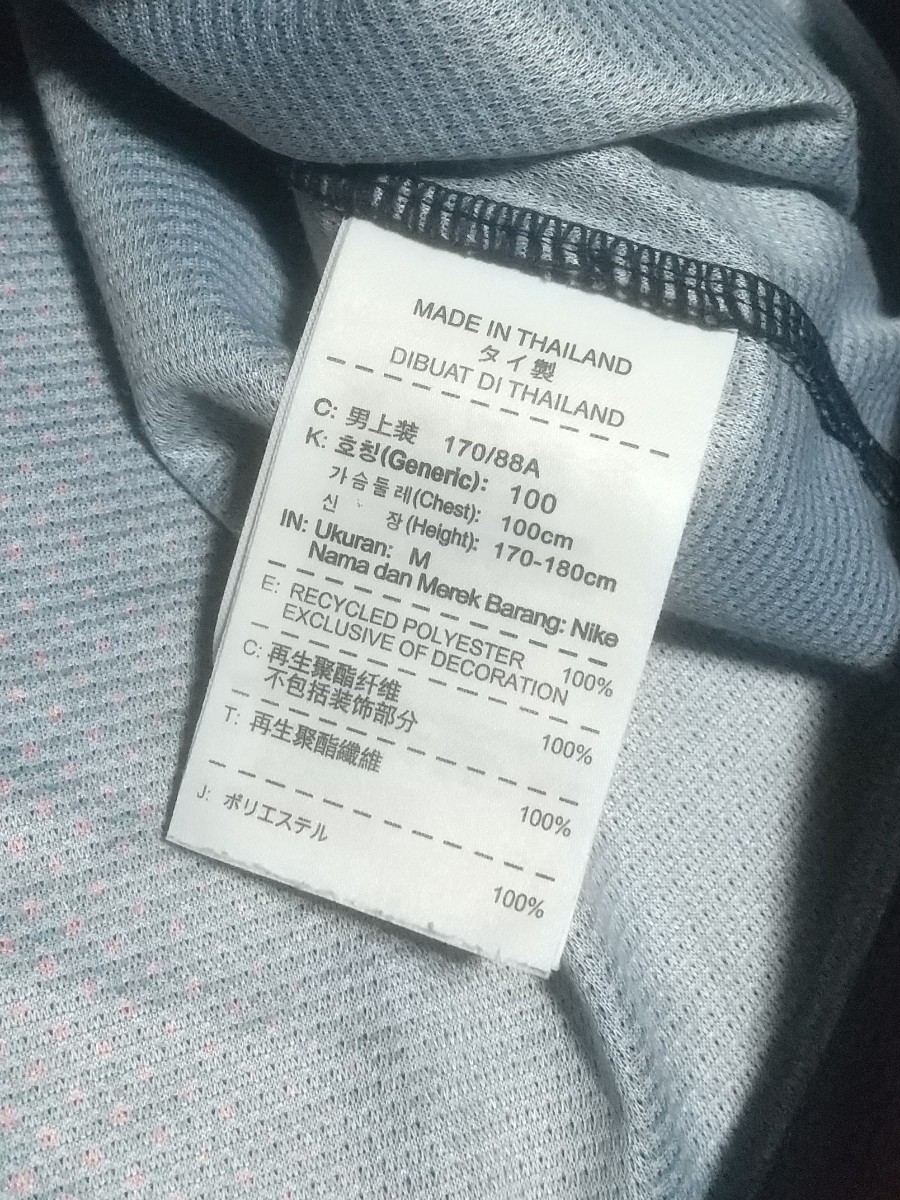 MADE IN THAILAND
タイ製
DIBUAT DI THAILAND
C: 男上装 170/88A
K: 호칭(Generic): 100
가슴둘레(Chest): 100cm
신 장(Height): 170-180cm
IN: Ukuran: M
Nama dan Merek Barang: Nike
E: RECYCLED POLYESTER 100%
EXCLUSIVE OF DECORATION
C: 再生聚酯纤维 100%
不包括装饰部分
T: 再生聚酯纖維 100%
J: ポリエステル 100%